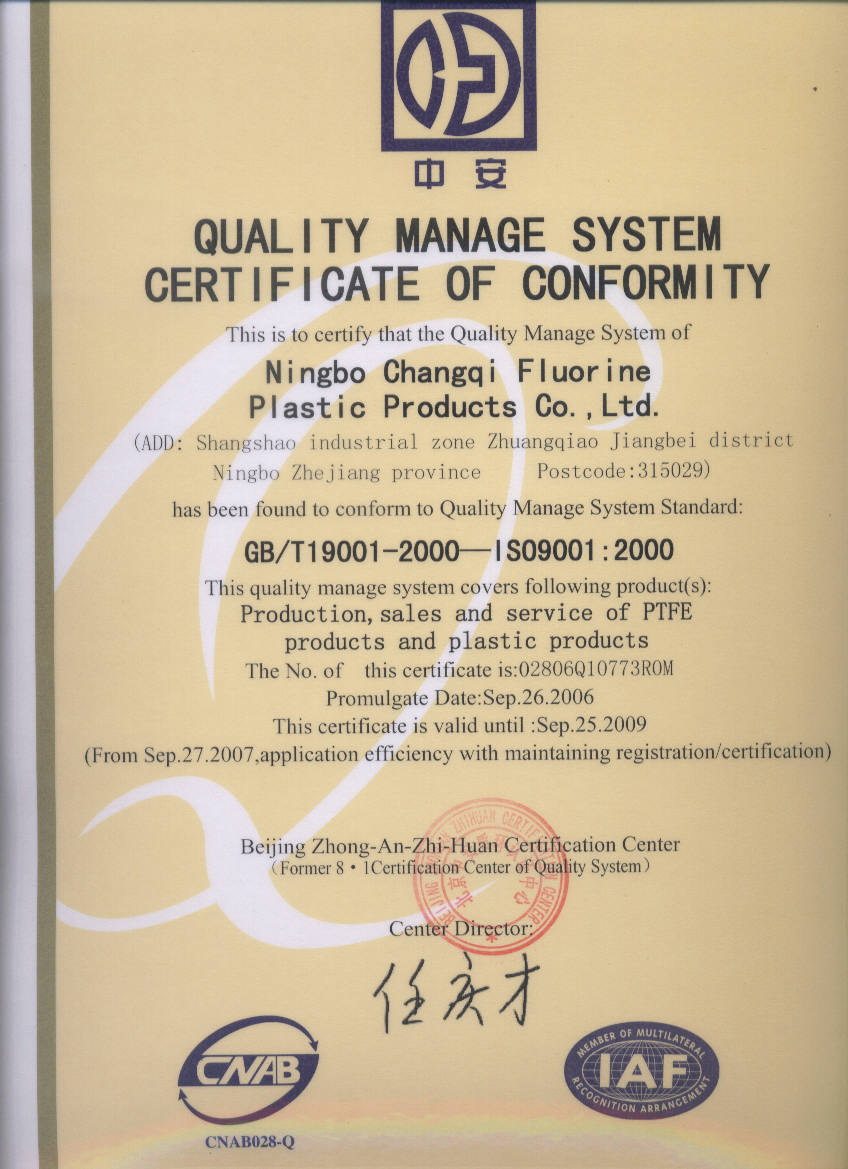 中安
QUALITY MANAGE SYSTEM
CERTIFICATE OF CONFORMITY
This is to certify that the Quality Manage System of
Ningbo Changqi Fluorine
Plastic Products Co.,Ltd.
(ADD: Shangshao industrial zone Zhuangqiao Jiangbei district
Ningbo Zhejiang province Postcode:315029)
has been found to conform to Quality Manage System Standard:
GB/T19001-2000—ISO9001:2000
This quality manage system covers following product(s):
Production,sales and service of PTFE
products and plastic products
The No. of this certificate is:02806Q10773R0M
Promulgate Date:Sep.26.2006
This certificate is valid until :Sep.25.2009
(From Sep.27.2007,application efficiency with maintaining registration/certification)
Beijing Zhong-An-Zhi-Huan Certification Center
(Former 8·1Certification Center of Quality System)
Center Director:
任庆才
CNAB
CNAB028-Q
MEMBER OF MULTILATERAL
IAF
RECOGNITION ARRANGEMENT